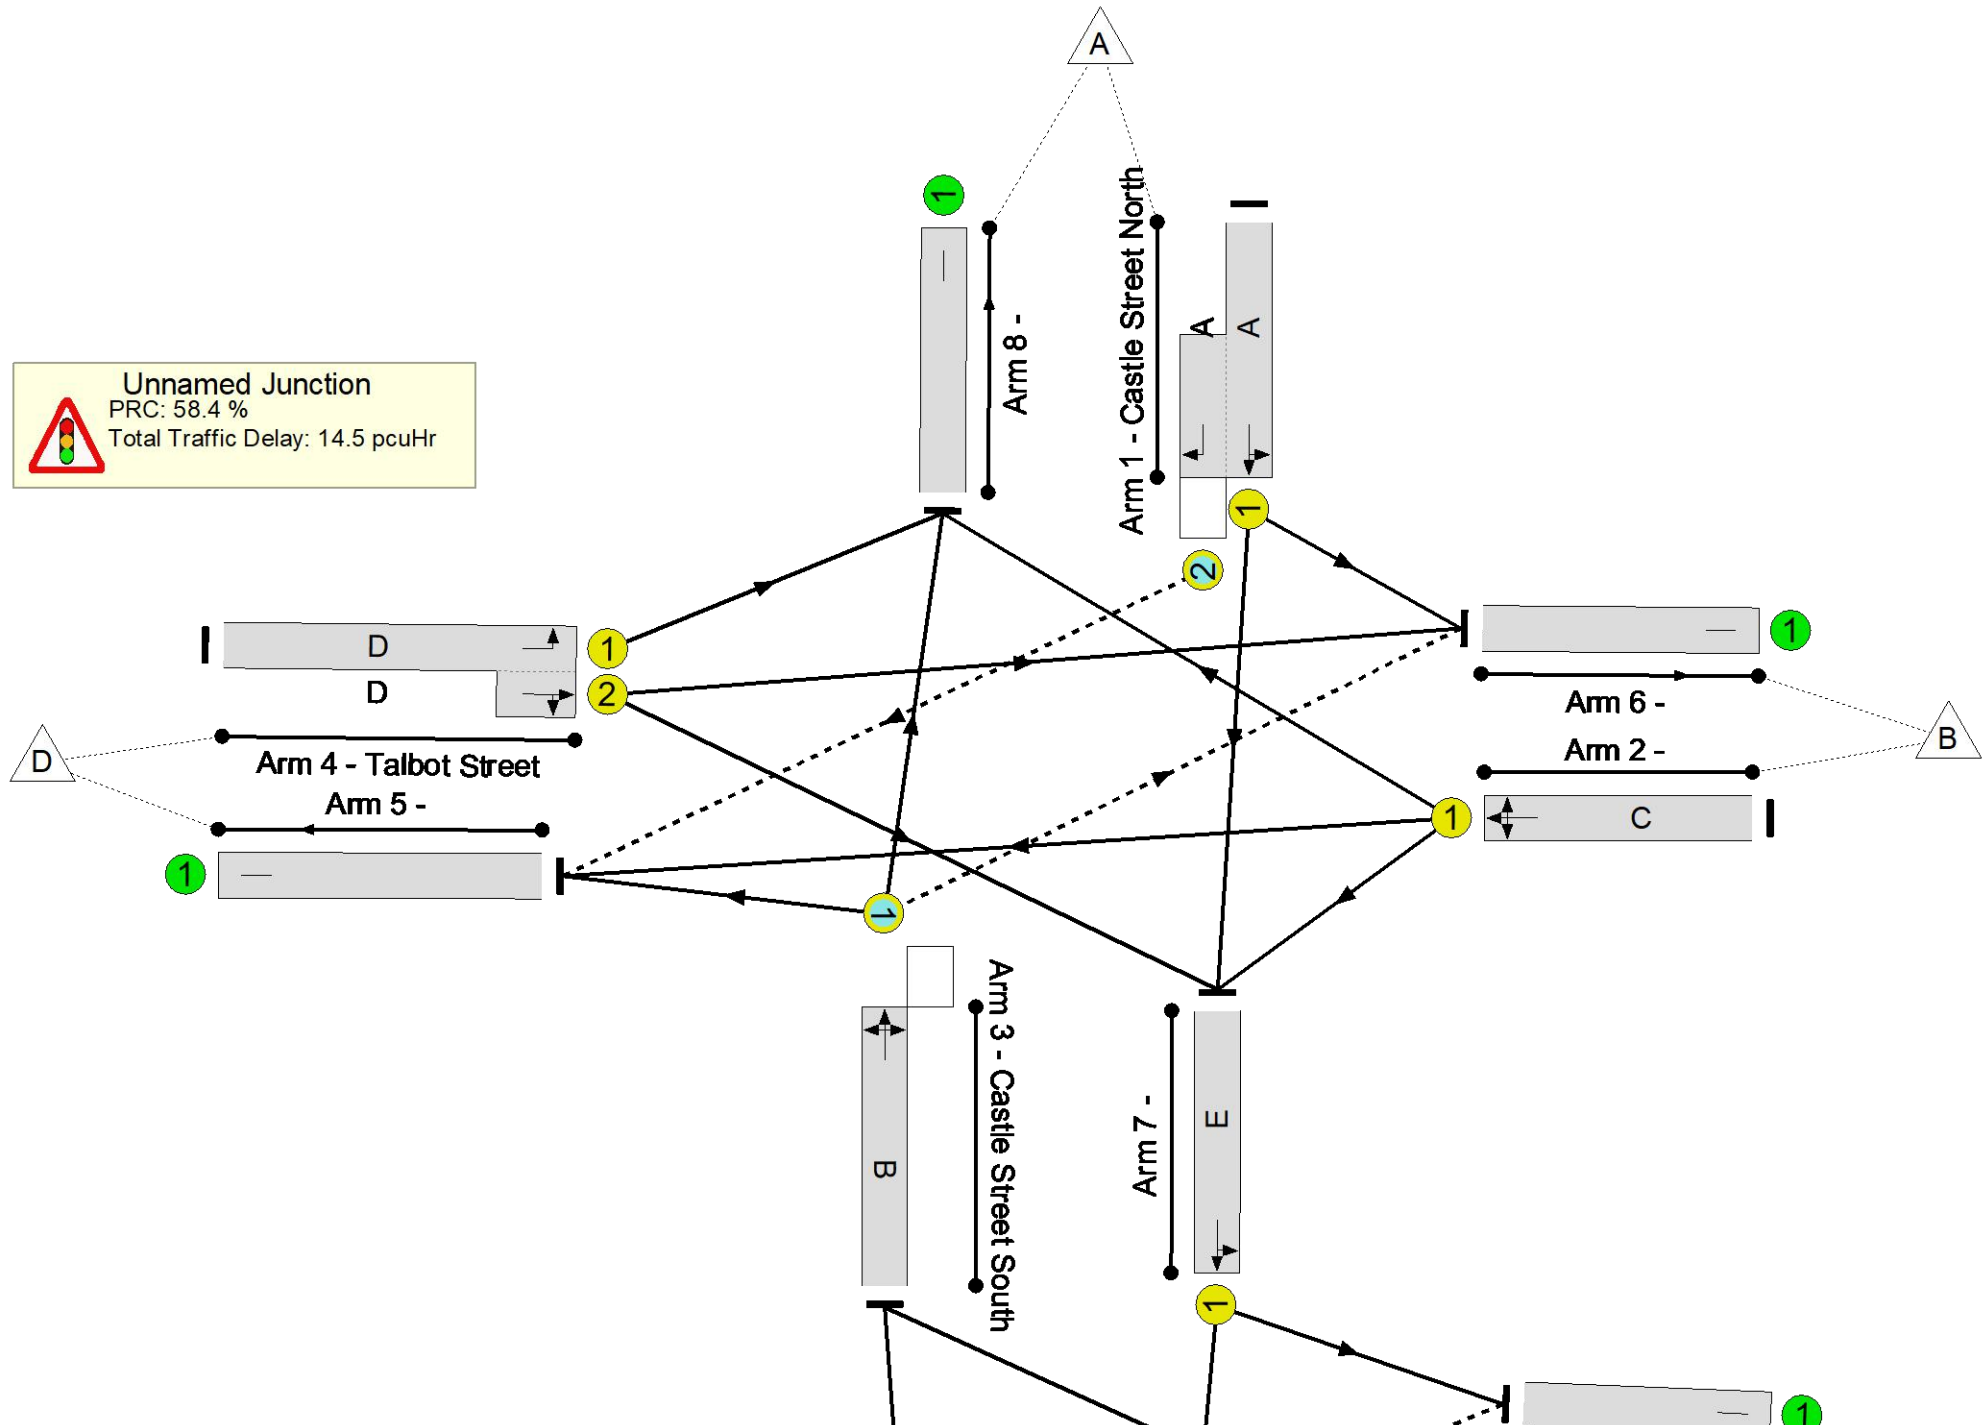 A
1
Arm 8 -
Arm 1 - Castle Street North
A
A
1
2
Unnamed Junction
PRC: 58.4 %
Total Traffic Delay: 14.5 pcuHr
D
1
D
2
Arm 4 - Talbot Street
D
Arm 5 -
1
1
Arm 6 -
Arm 2 -
B
1
C
1
Arm 3 - Castle Street South
B
Arm 7 -
E
1
1